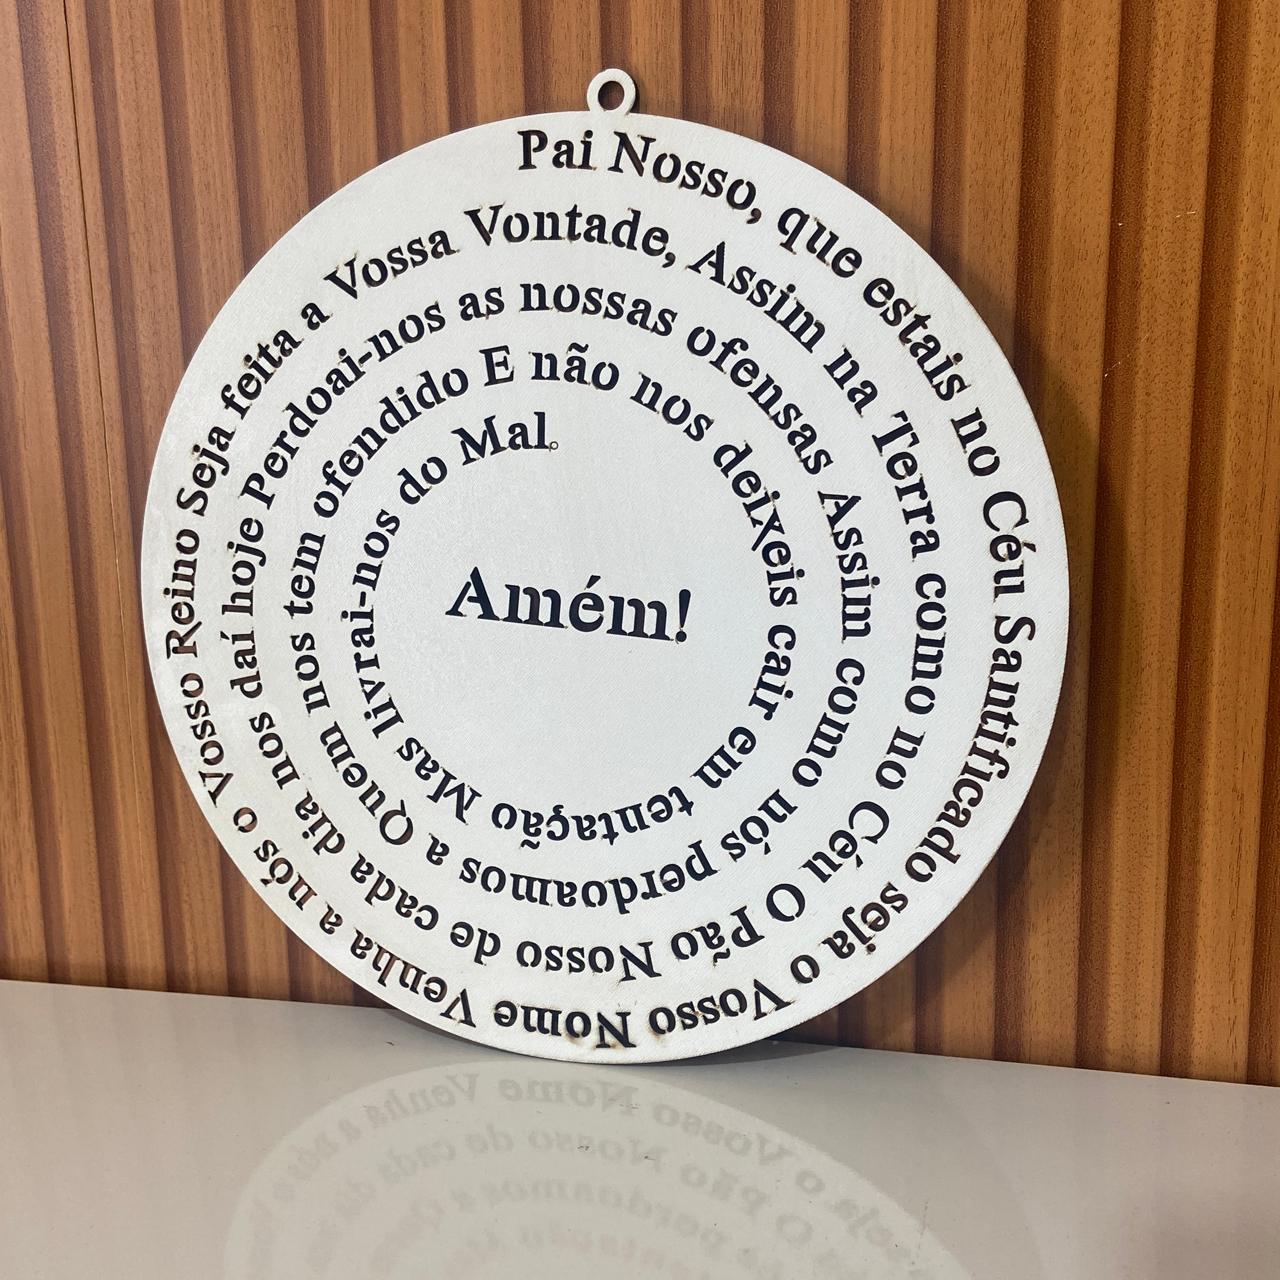 Pai Nosso, que estais no Céu Santificado seja o Vosso Nome Venha a nós o Vosso Reino Seja feita a Vossa Vontade, Assim na Terra como no Céu O Pão Nosso de cada dia nos daí hoje Perdoai-nos as nossas ofensas Assim como nós perdoamos a Quem nos tem ofendido E não nos deixeis cair em tentação Mas livrai-nos do Mal.
Amém!